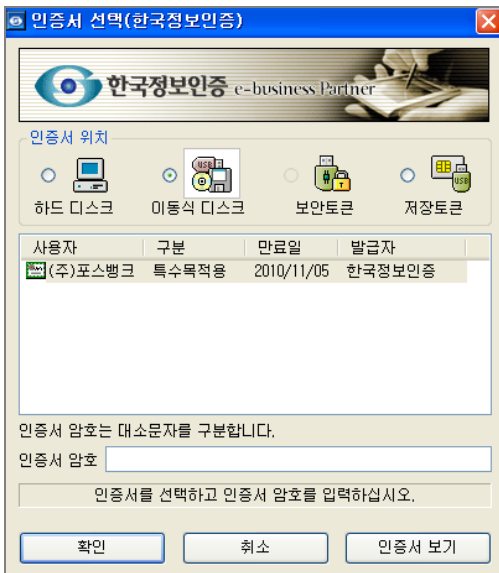 인증서 선택(한국정보인증)
한국정보인증 e-business Partner
인증서 위치
하드 디스크 이동식 디스크 보안토큰 저장토큰
사용자 구분 만료일 발급자
(주)포스뱅크 특수목적용 2010/11/05 한국정보인증
인증서 암호는 대소문자를 구분합니다.
인증서 암호
인증서를 선택하고 인증서 암호를 입력하십시오.
확인 취소 인증서 보기